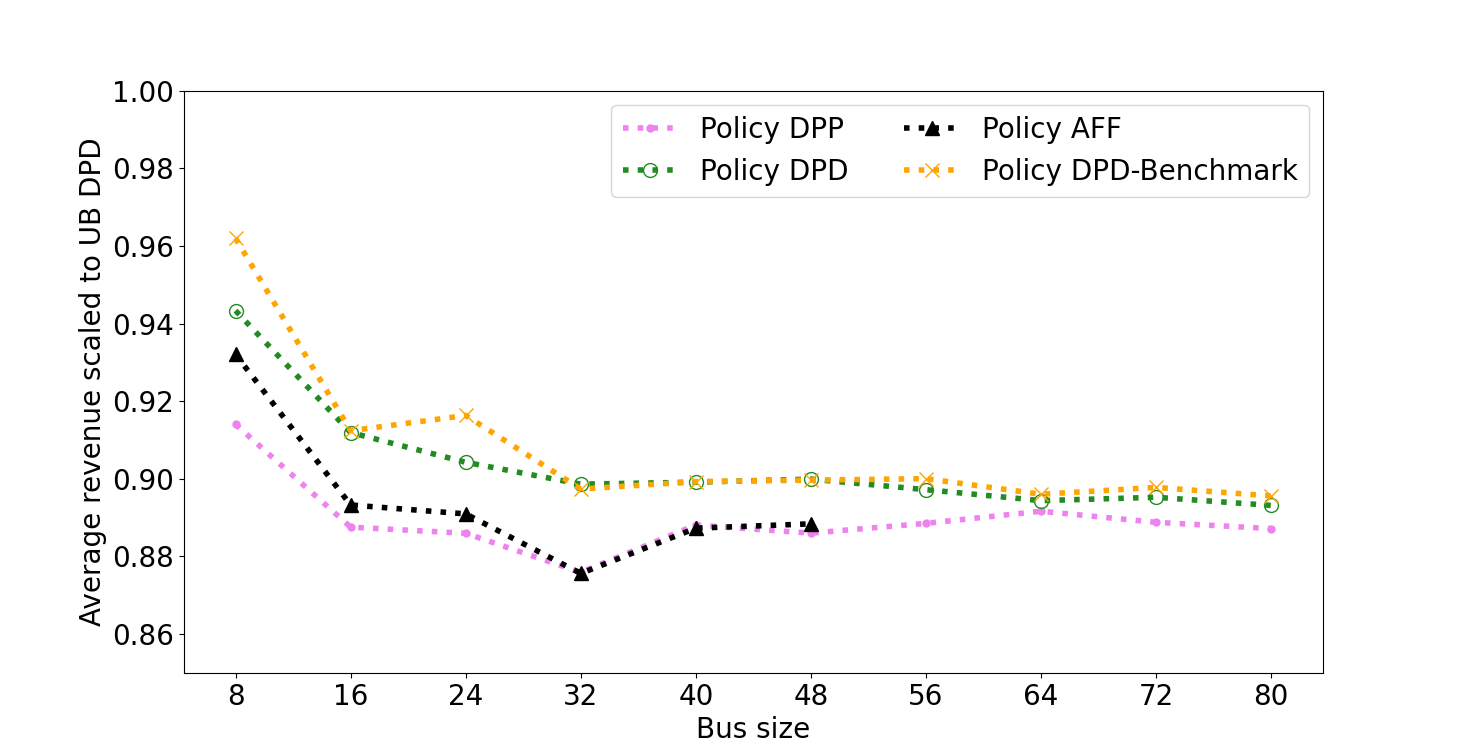 Policy DPP
Policy DPD
Policy AFF
Policy DPD-Benchmark
Average revenue scaled to UB DPD
1.00
0.98
0.96
0.94
0.92
0.90
0.88
0.86
8 16 24 32 40 48 56 64 72 80
Bus size